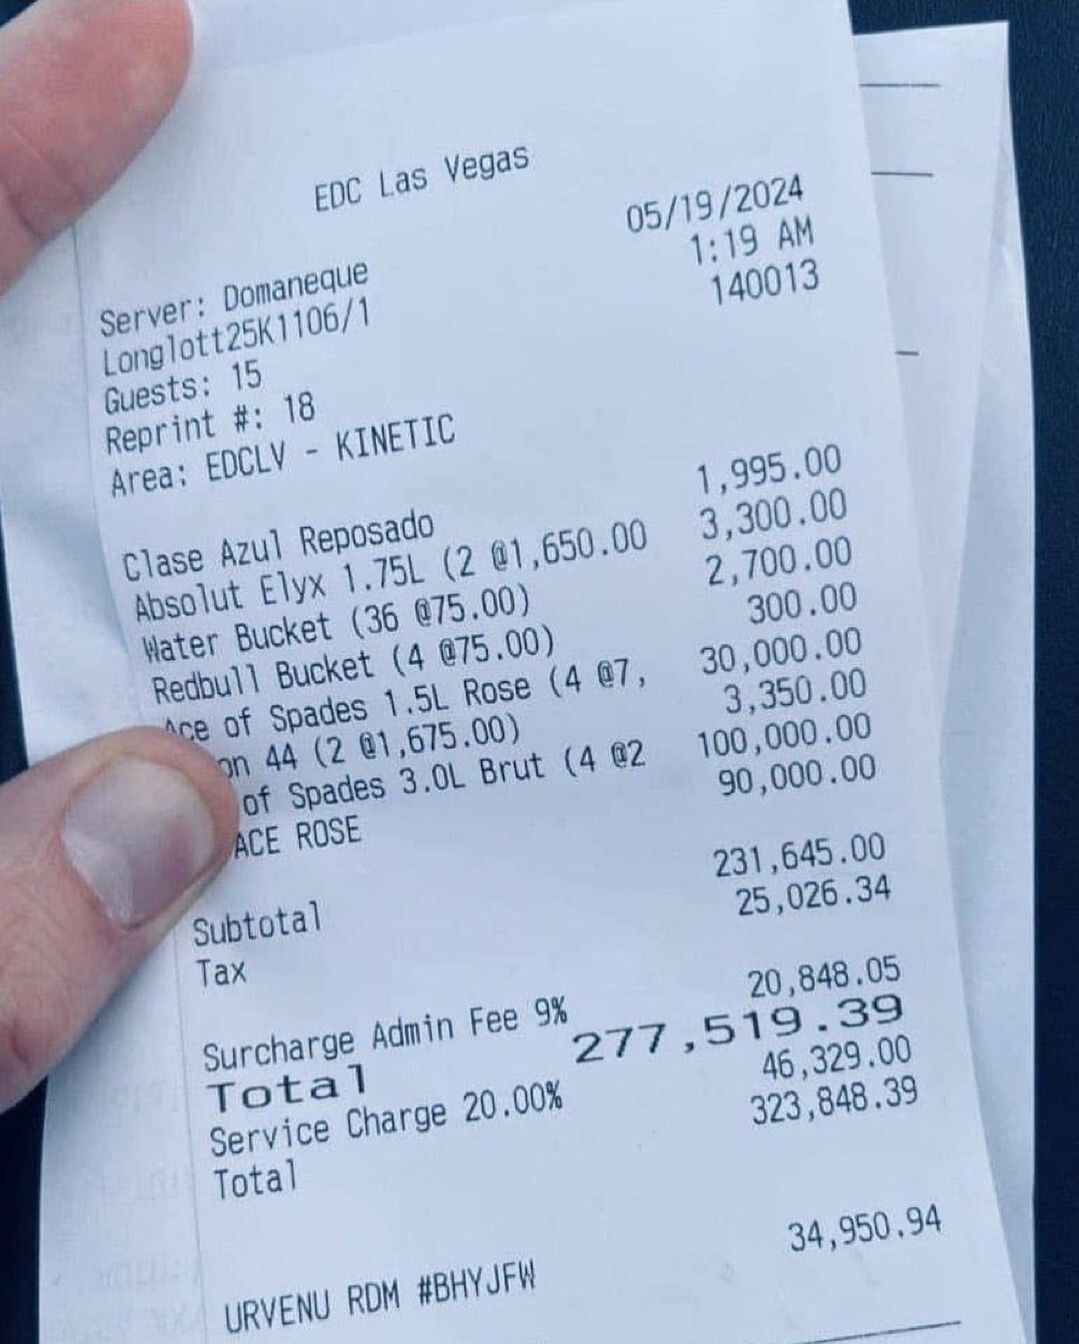 EDC Las Vegas
05/19/2024
Server: Domaneque 1:19 AM
Longlott25K1106/1 140013
Guests: 15
Reprint #: 18
Area: EDCLV - KINETIC
Clase Azul Reposado 1,995.00
Absolut Elyx 1.75L (2 @1,650.00 3,300.00
Water Bucket (36 @75.00) 2,700.00
Redbull Bucket (4 @75.00) 300.00
Ace of Spades 1.5L Rose (4 @7, 30,000.00
on 44 (2 @1,675.00) 3,350.00
of Spades 3.0L Brut (4 @2 100,000.00
ACE ROSE 90,000.00
Subtotal 231,645.00
Tax 25,026.34
Surcharge Admin Fee 9% 20,848.05
Total 277,519.39
Service Charge 20.00% 46,329.00
Total 323,848.39
URVENU RDM #BHYJFW 34,950.94